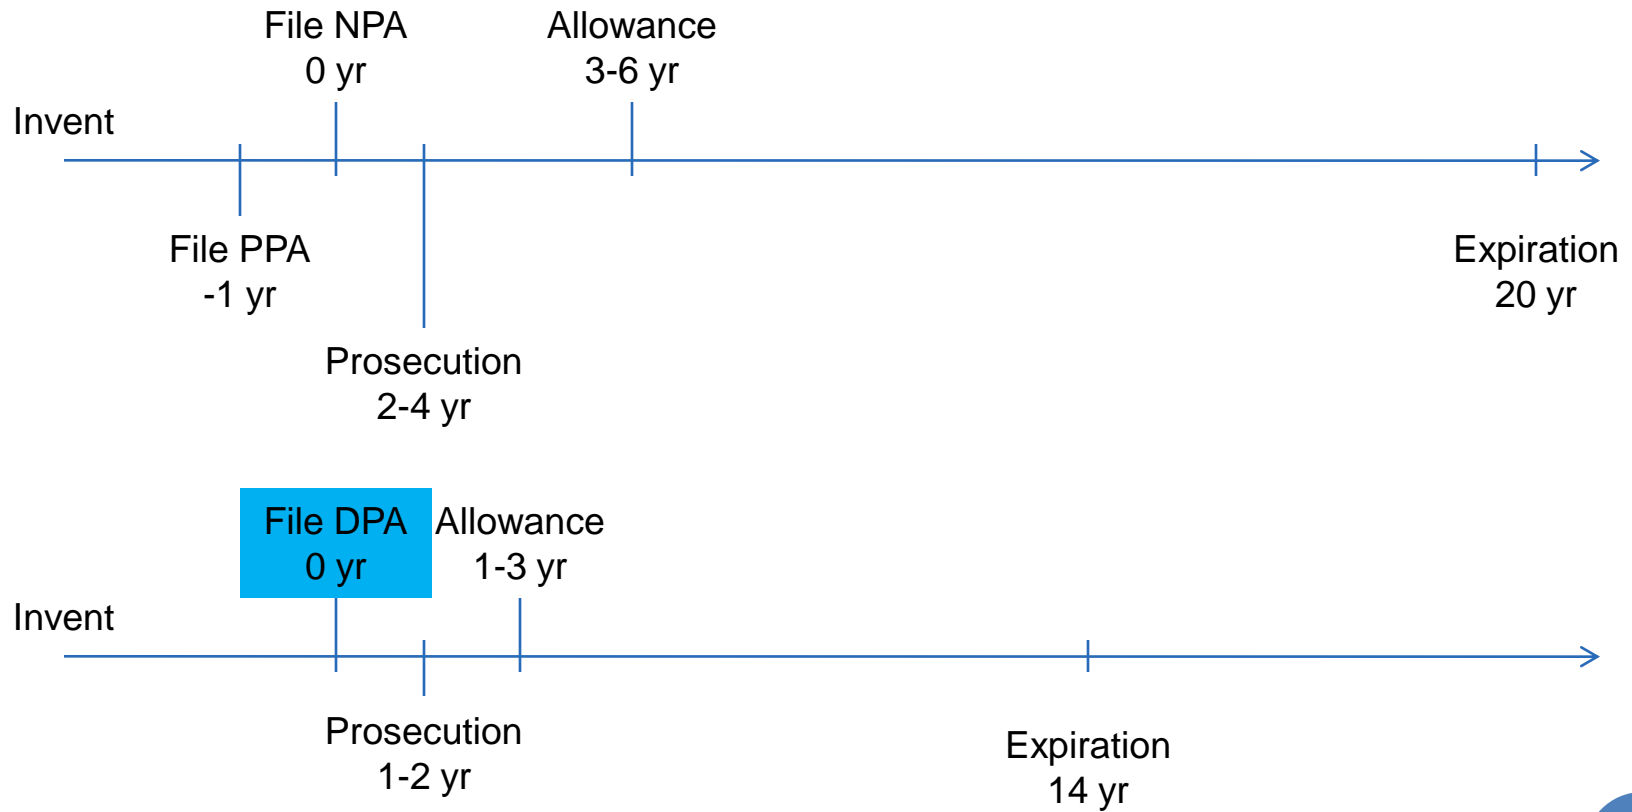 File NPA
0 yr
Allowance
3-6 yr
Invent
File PPA
-1 yr
Expiration
20 yr
Prosecution
2-4 yr
File DPA
0 yr
Allowance
1-3 yr
Invent
Prosecution
1-2 yr
Expiration
14 yr